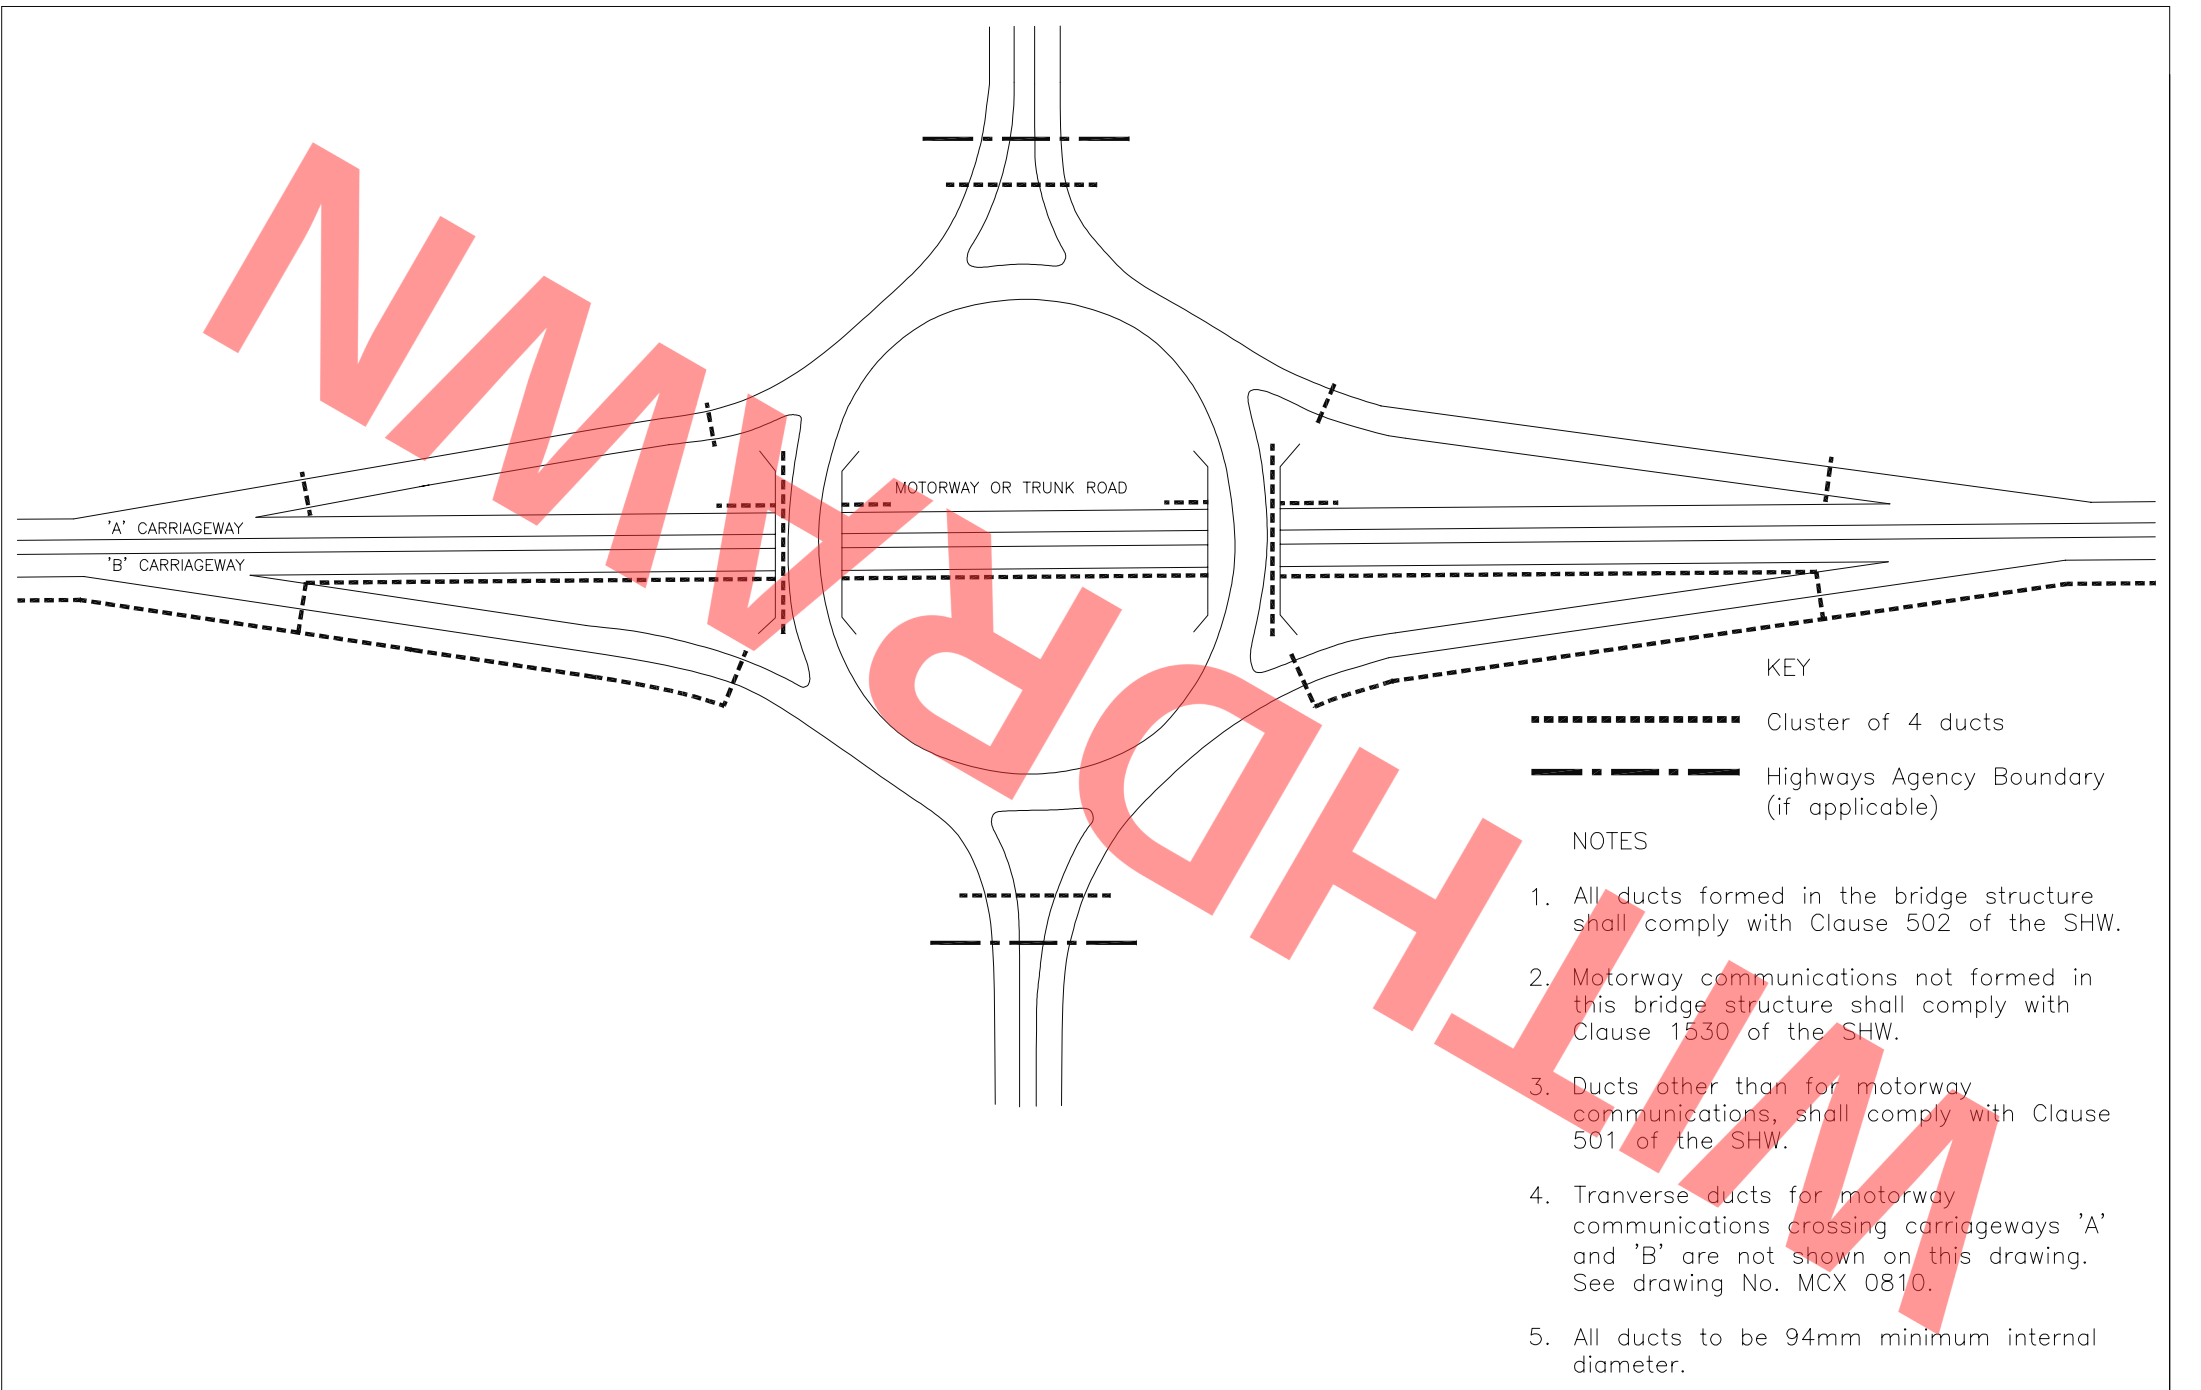 MOTORWAY OR TRUNK ROAD
'A' CARRIAGEWAY
'B' CARRIAGEWAY
KEY
Cluster of 4 ducts
Highways Agency Boundary
(if applicable)
NOTES
1. All ducts formed in the bridge structure
shall comply with Clause 502 of the SHW.
2. Motorway communications not formed in
this bridge structure shall comply with
Clause 1530 of the SHW.
3. Ducts other than for motorway
communications, shall comply with Clause
501 of the SHW.
4. Tranverse ducts for motorway
communications crossing carriageways 'A'
and 'B' are not shown on this drawing.
See drawing No. MCX 0810.
5. All ducts to be 94mm minimum internal
diameter.
WITHDRAWN